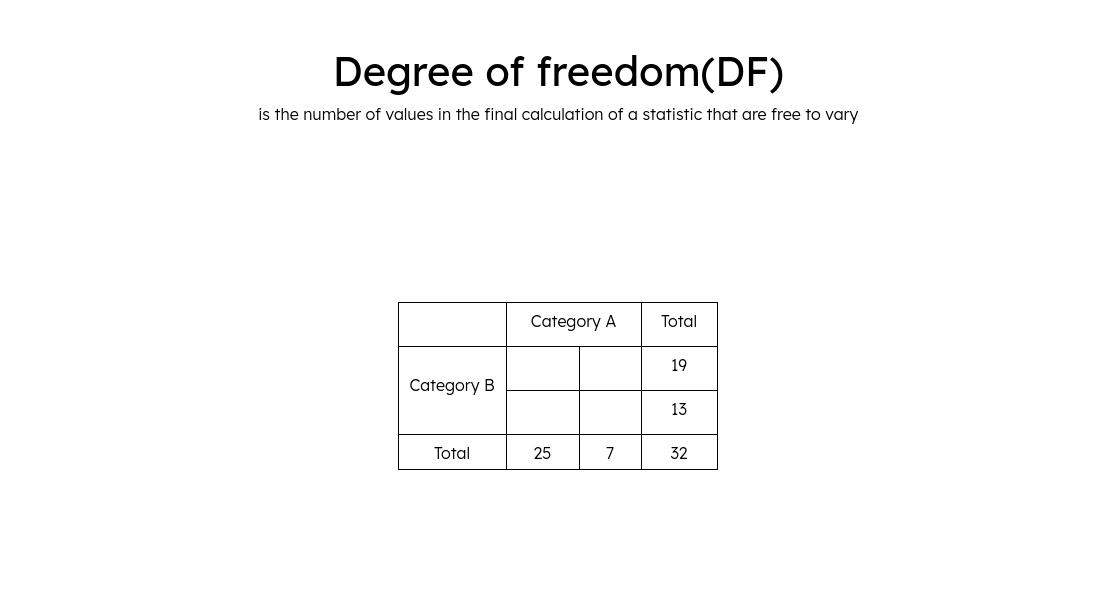 Degree of freedom(DF)
is the number of values in the final calculation of a statistic that are free to vary
Category A Total
19
Category B
13
Total 25 7 32